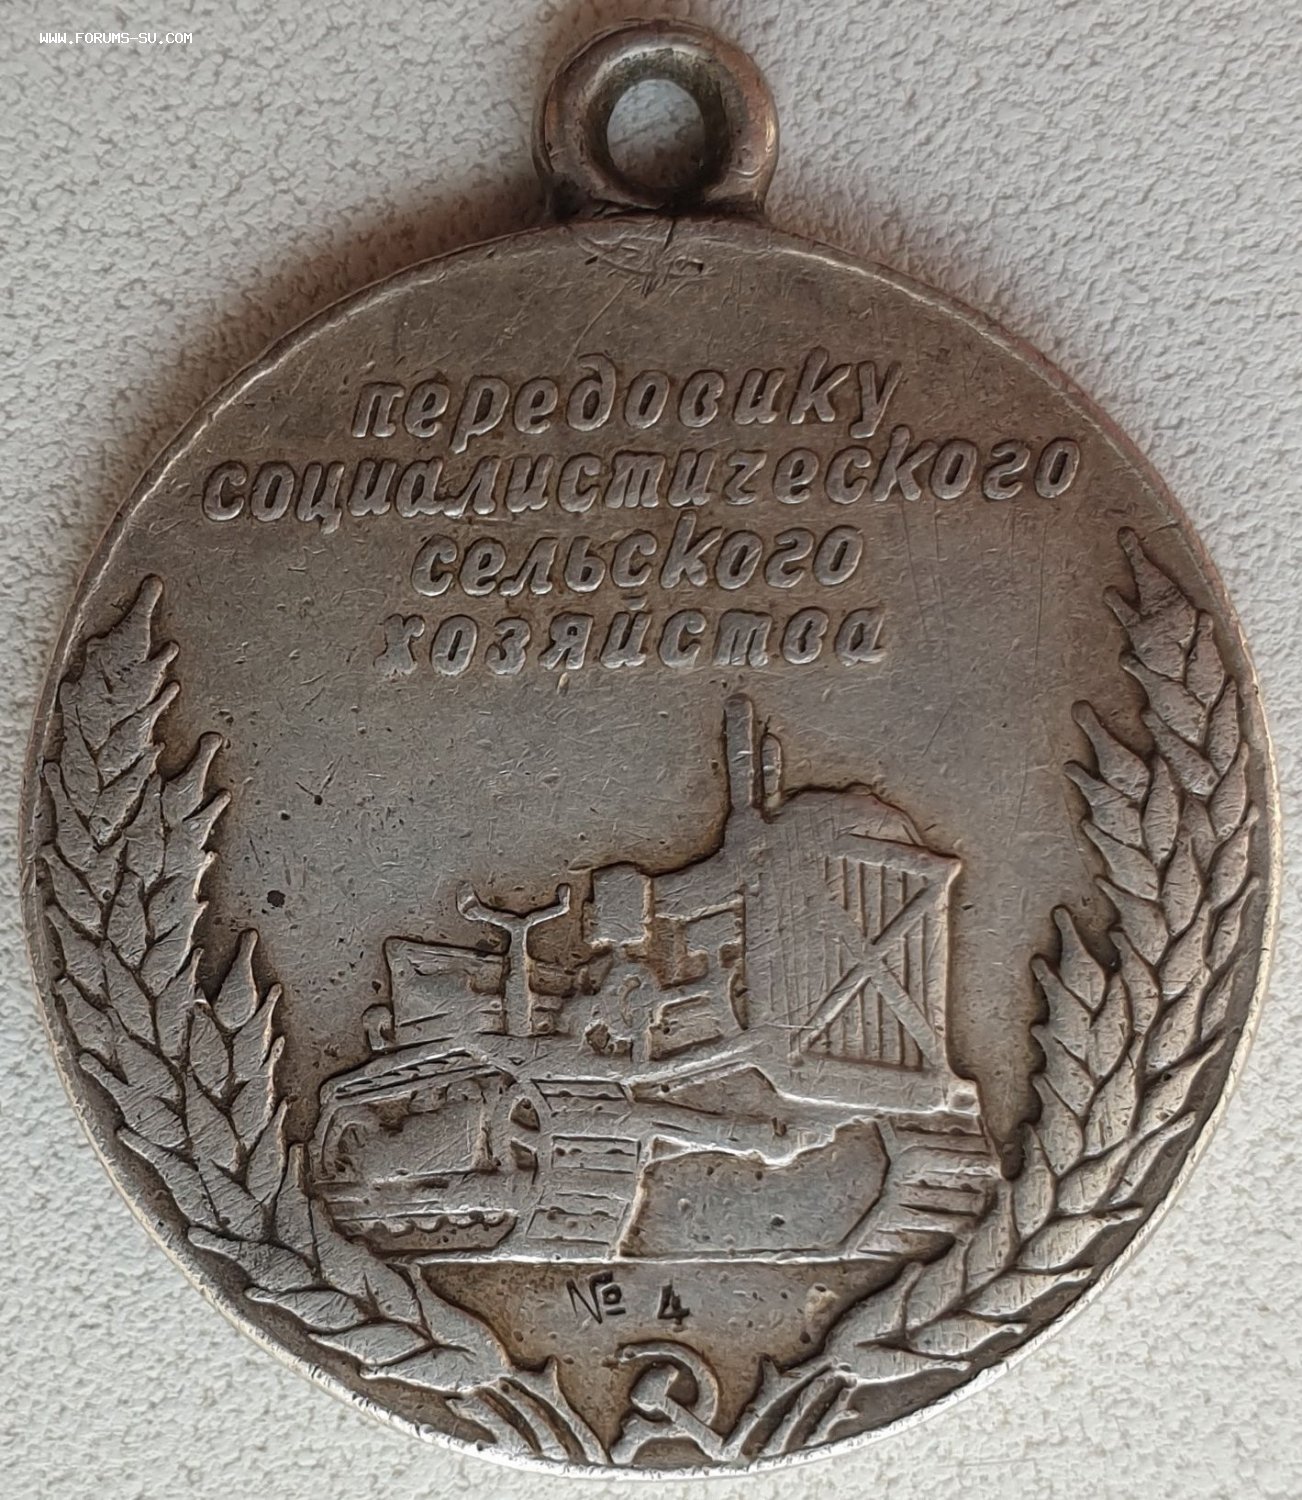 WWW.FORUMS-SU.COM
передовику
социалистического
сельского
хозяйства
№ 4